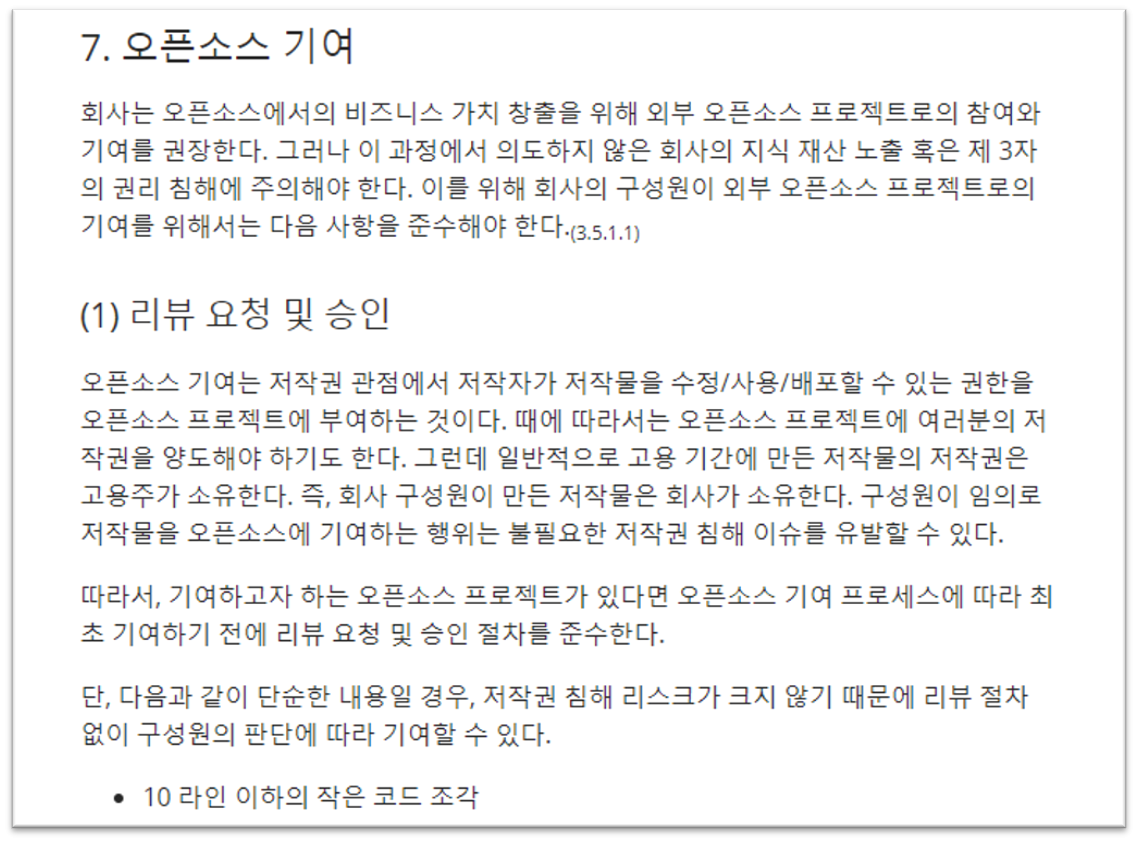 7. 오픈소스 기여
회사는 오픈소스에서의 비즈니스 가치 창출을 위해 외부 오픈소스 프로젝트로의 참여와
기여를 권장한다. 그러나 이 과정에서 의도하지 않은 회사의 지식 재산 노출 혹은 제 3자
의 권리 침해에 주의해야 한다. 이를 위해 회사의 구성원이 외부 오픈소스 프로젝트로의
기여를 위해서는 다음 사항을 준수해야 한다.(3.5.1.1)
(1) 리뷰 요청 및 승인
오픈소스 기여는 저작권 관점에서 저작자가 저작물을 수정/사용/배포할 수 있는 권한을
오픈소스 프로젝트에 부여하는 것이다. 때에 따라서는 오픈소스 프로젝트에 여러분의 저
작권을 양도해야 하기도 한다. 그런데 일반적으로 고용 기간에 만든 저작물의 저작권은
고용주가 소유한다. 즉, 회사 구성원이 만든 저작물은 회사가 소유한다. 구성원이 임의로
저작물을 오픈소스에 기여하는 행위는 불필요한 저작권 침해 이슈를 유발할 수 있다.
따라서, 기여하고자 하는 오픈소스 프로젝트가 있다면 오픈소스 기여 프로세스에 따라 최
초 기여하기 전에 리뷰 요청 및 승인 절차를 준수한다.
단, 다음과 같이 단순한 내용일 경우, 저작권 침해 리스크가 크지 않기 때문에 리뷰 절차
없이 구성원의 판단에 따라 기여할 수 있다.
• 10 라인 이하의 작은 코드 조각